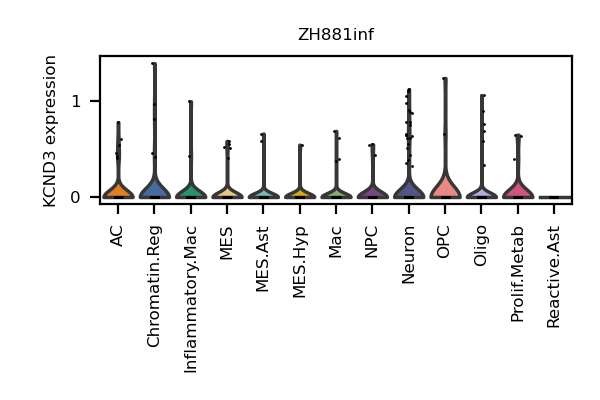 ZH881inf
KCND3 expression
1
0
AC
Chromatin.Reg
Inflammatory.Mac
MES
MES.Ast
MES.Hyp
Mac
NPC
Neuron
OPC
Oligo
Prolif.Metab
Reactive.Ast